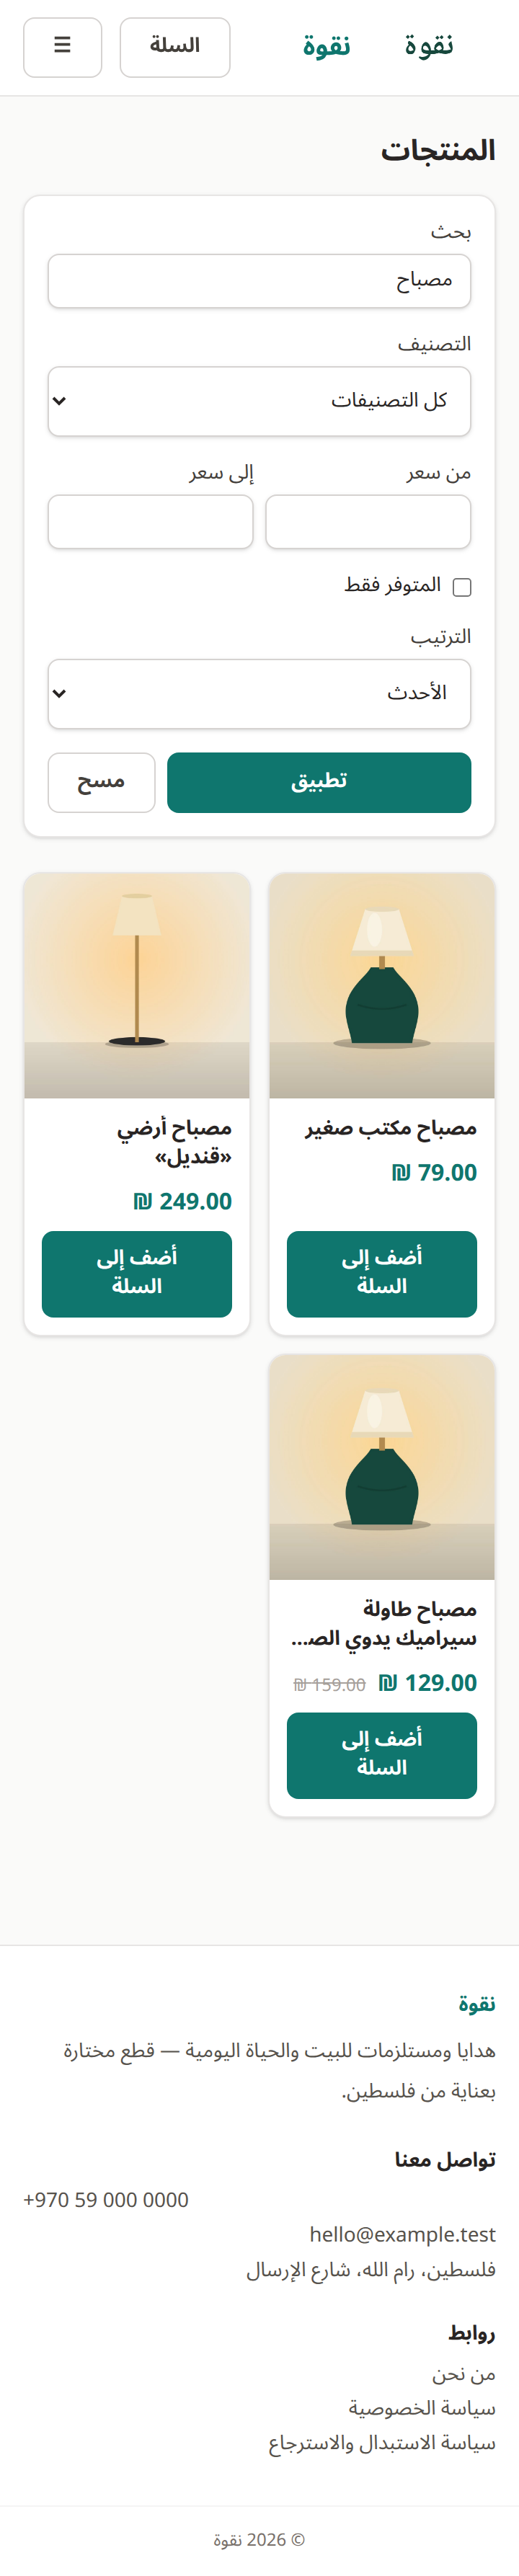 نقوة
نقوة
السلة
☰
المنتجات
بحث
مصباح
التصنيف
كل التصنيفات
من سعر
إلى سعر
المتوفر فقط
الترتيب
الأحدث
تطبيق
مسح
مصباح مكتب صغير
79.00 ₪
أضف إلى
السلة
مصباح أرضي
«قنديل»
249.00 ₪
أضف إلى
السلة
مصباح طاولة
سيراميك يدوي الصـ...
129.00 ₪ 159.00 ₪
أضف إلى
السلة
نقوة
هدايا ومستلزمات للبيت والحياة اليومية — قطع مختارة
بعناية من فلسطين.
تواصل معنا
+970 59 000 0000
hello@example.test
فلسطين، رام الله، شارع الإرسال
روابط
من نحن
سياسة الخصوصية
سياسة الاستبدال والاسترجاع
© 2026 نقوة